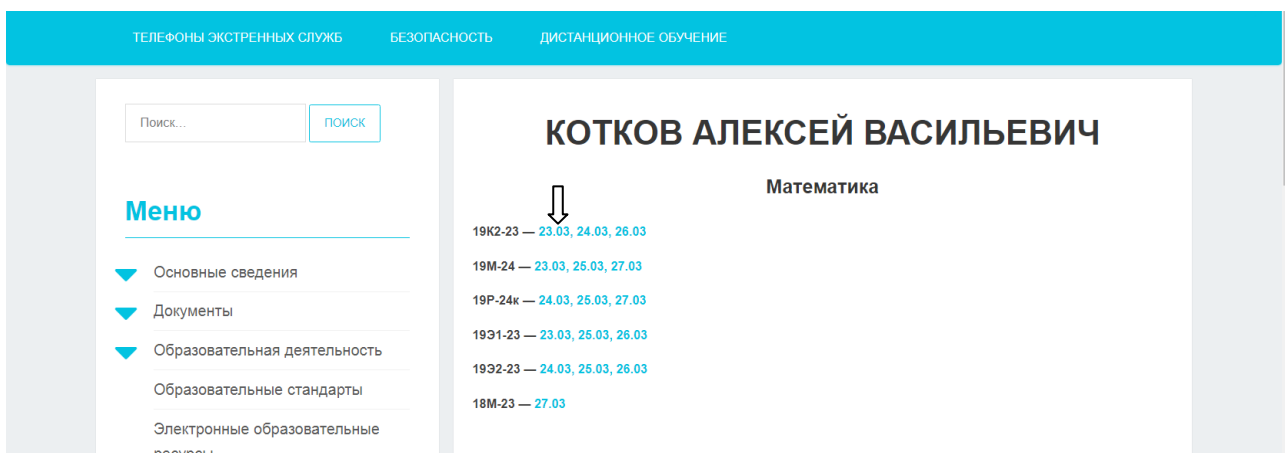 ТЕЛЕФОНЫ ЭКСТРЕННЫХ СЛУЖБ БЕЗОПАСНОСТЬ ДИСТАНЦИОННОЕ ОБУЧЕНИЕ
Поиск... ПОИСК
Меню
Основные сведения
Документы
Образовательная деятельность
Образовательные стандарты
Электронные образовательные
ресурсы
КОТКОВ АЛЕКСЕЙ ВАСИЛЬЕВИЧ
Математика
19К2-23 — 23.03, 24.03, 26.03
19М-24 — 23.03, 25.03, 27.03
19Р-24к — 24.03, 25.03, 27.03
19Э1-23 — 23.03, 25.03, 26.03
19Э2-23 — 24.03, 25.03, 26.03
18М-23 — 27.03